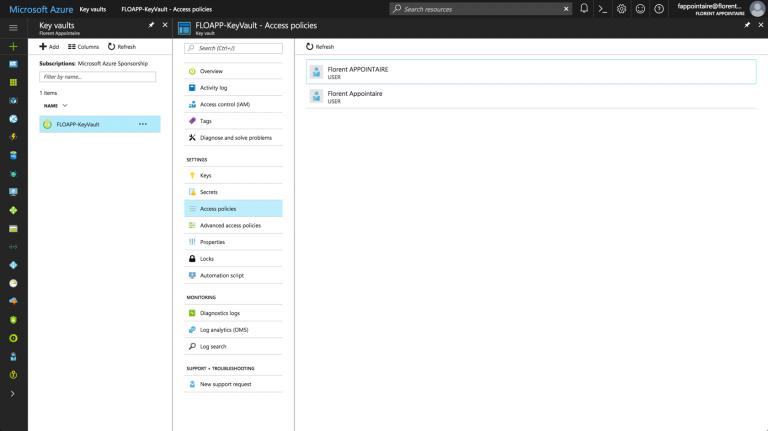 Microsoft Azure Key vaults FLOAPP-KeyVault - Access policies
Search resources
fappointaire@florent...
FLORENT APPOINTAIRE
Key vaults
Florent Appointaire
Add Columns Refresh
Subscriptions: Microsoft Azure Sponsorship
Filter by name...
1 items
NAME
FLOAPP-KeyVault
FLOAPP-KeyVault - Access policies
Key vault
Search (Ctrl+/)
Overview
Activity log
Access control (IAM)
Tags
Diagnose and solve problems
SETTINGS
Keys
Secrets
Access policies
Advanced access policies
Properties
Locks
Automation script
MONITORING
Diagnostics logs
Log analytics (OMS)
Log search
SUPPORT + TROUBLESHOOTING
New support request
Refresh
Florent APPOINTAIRE
USER
Florent Appointaire
USER